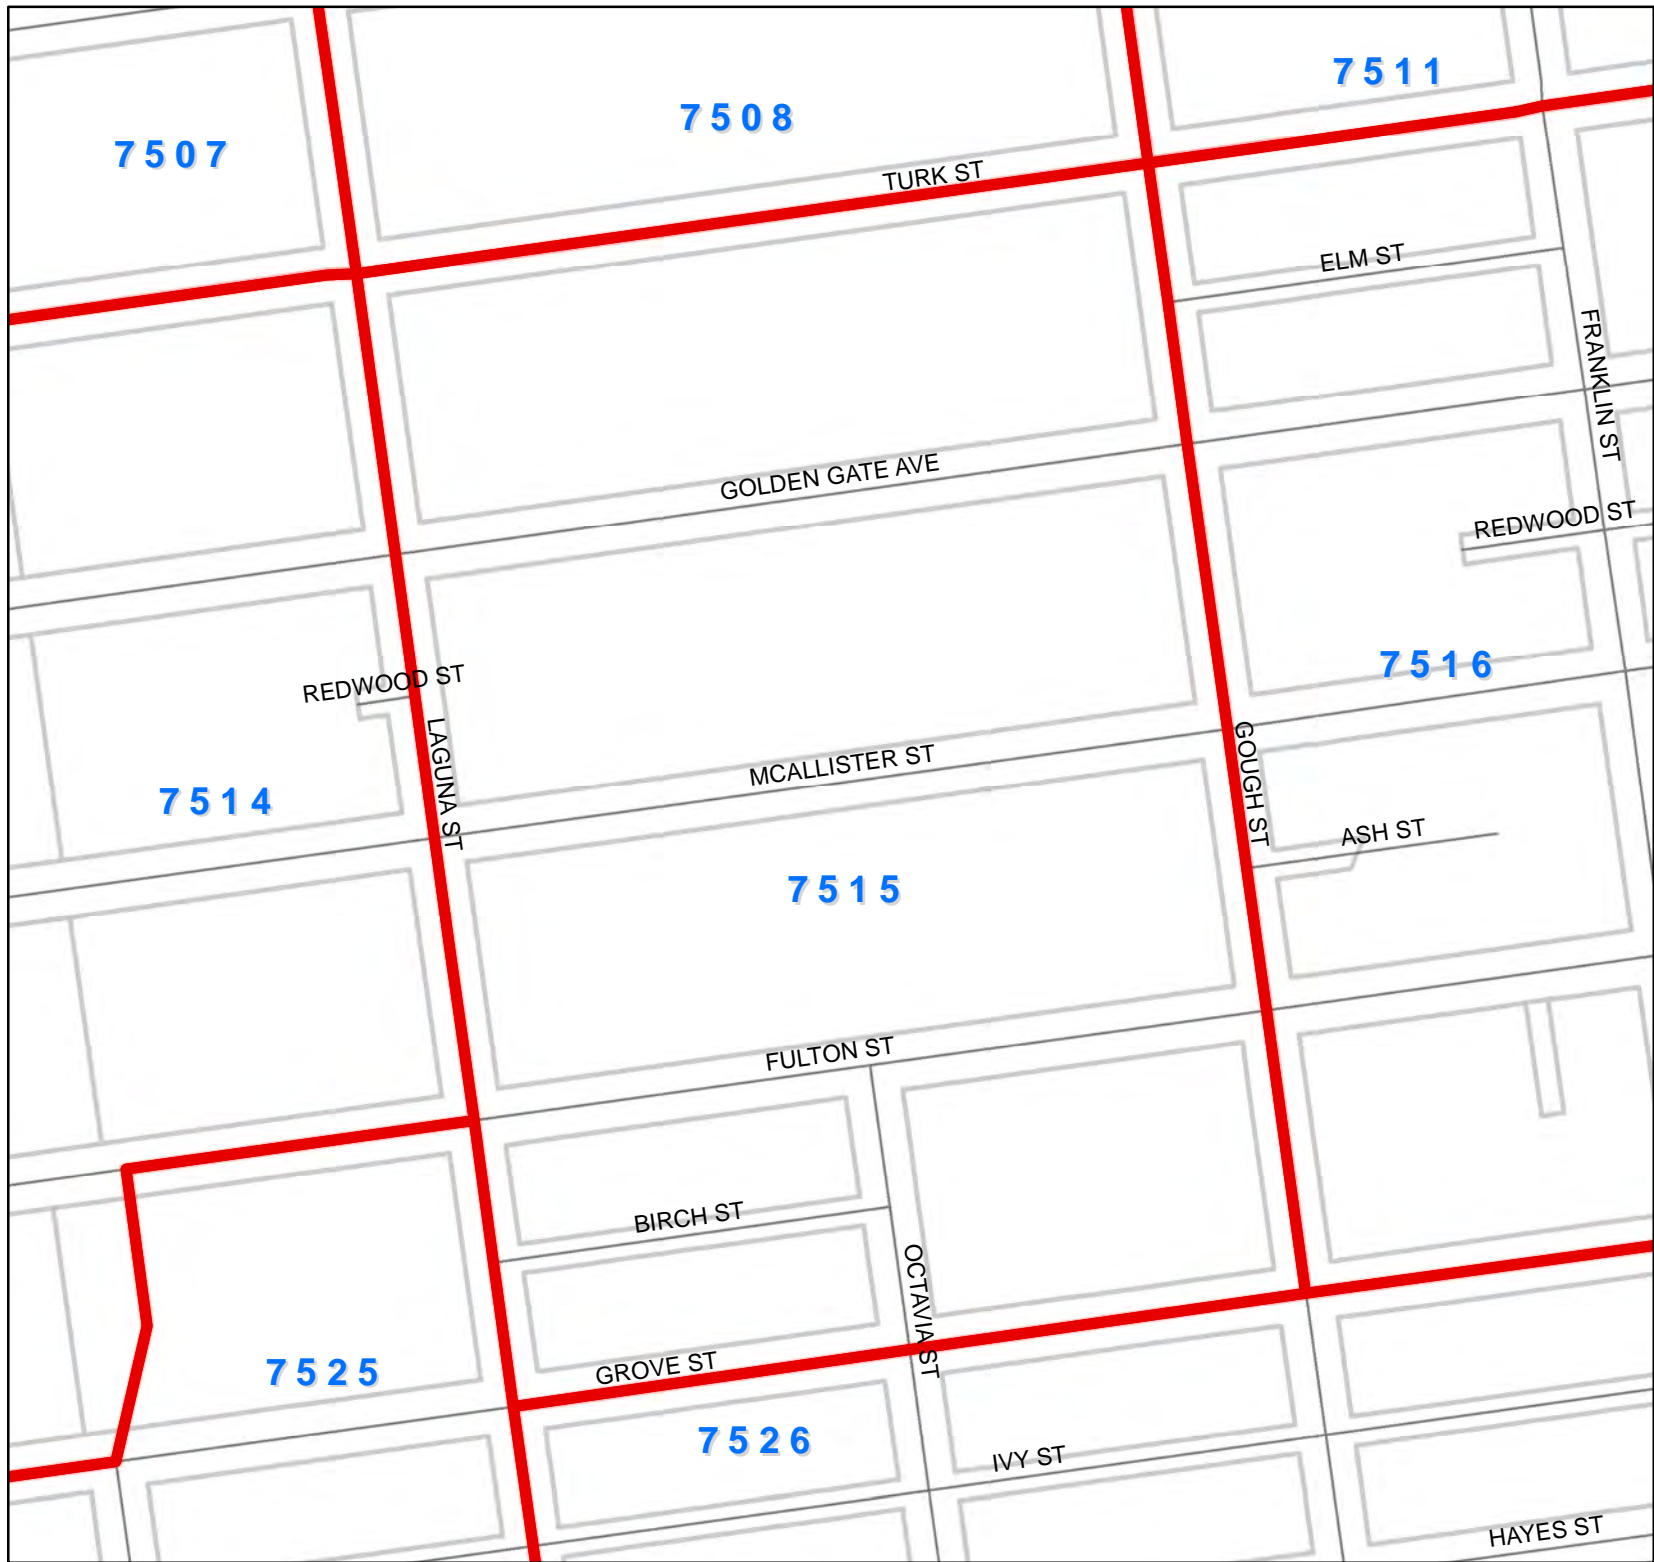 7511
7508
7507
TURK ST
ELM ST
FRANKLIN ST
GOLDEN GATE AVE
REDWOOD ST
7516
REDWOOD ST
LAGUNA ST
MCALLISTER ST
GOUGH ST
7514
ASH ST
7515
FULTON ST
BIRCH ST
OCTAVIA ST
GROVE ST
7525
7526
IVY ST
HAYES ST